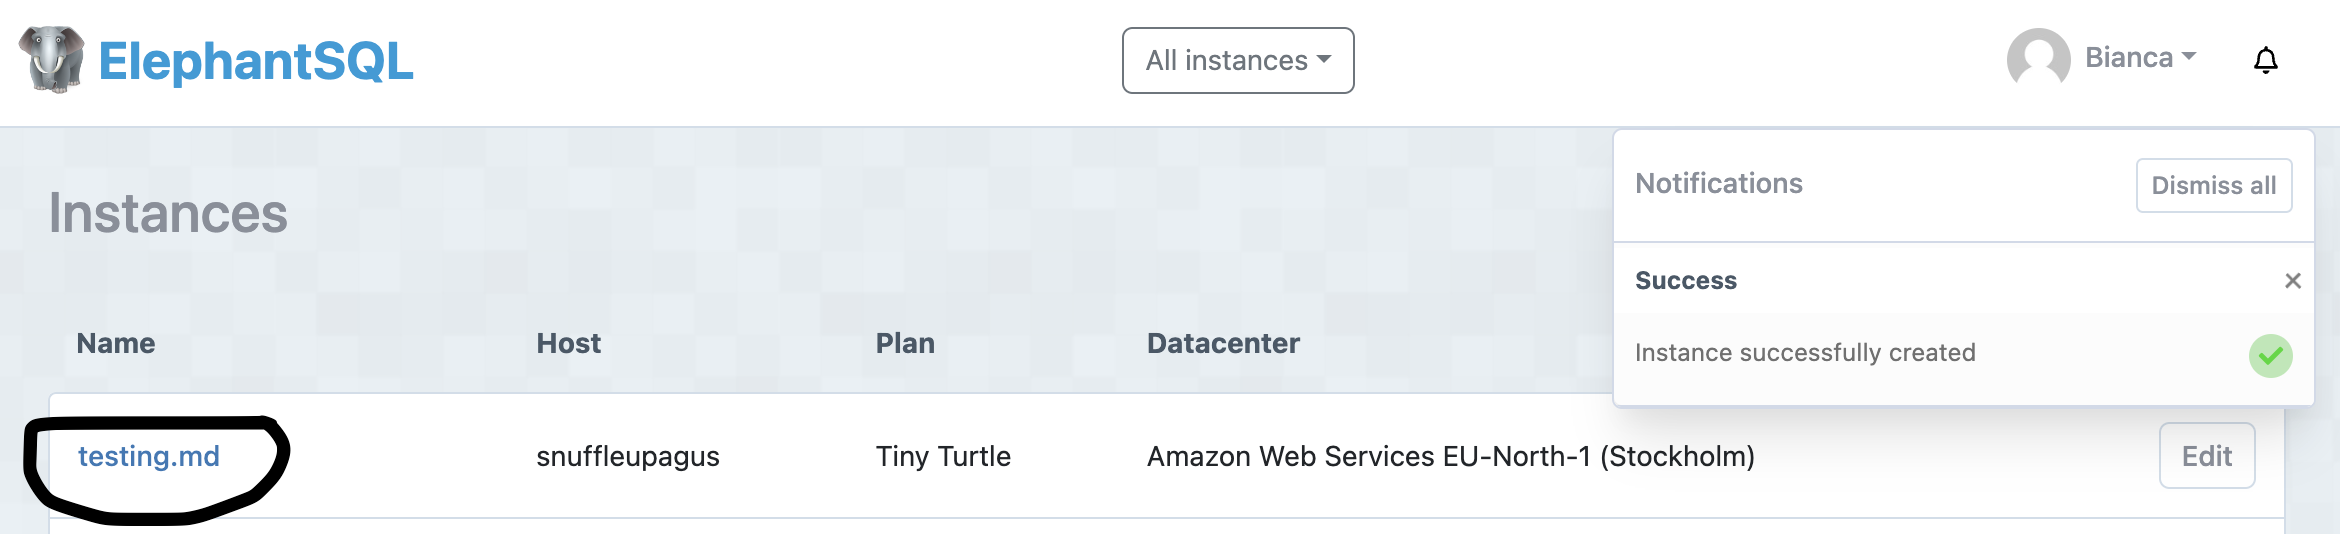 ElephantSQL
All instances
Bianca
Notifications
Dismiss all
Instances
Success
Instance successfully created
Name Host Plan Datacenter
testing.md snuffleupagus Tiny Turtle Amazon Web Services EU-North-1 (Stockholm) Edit